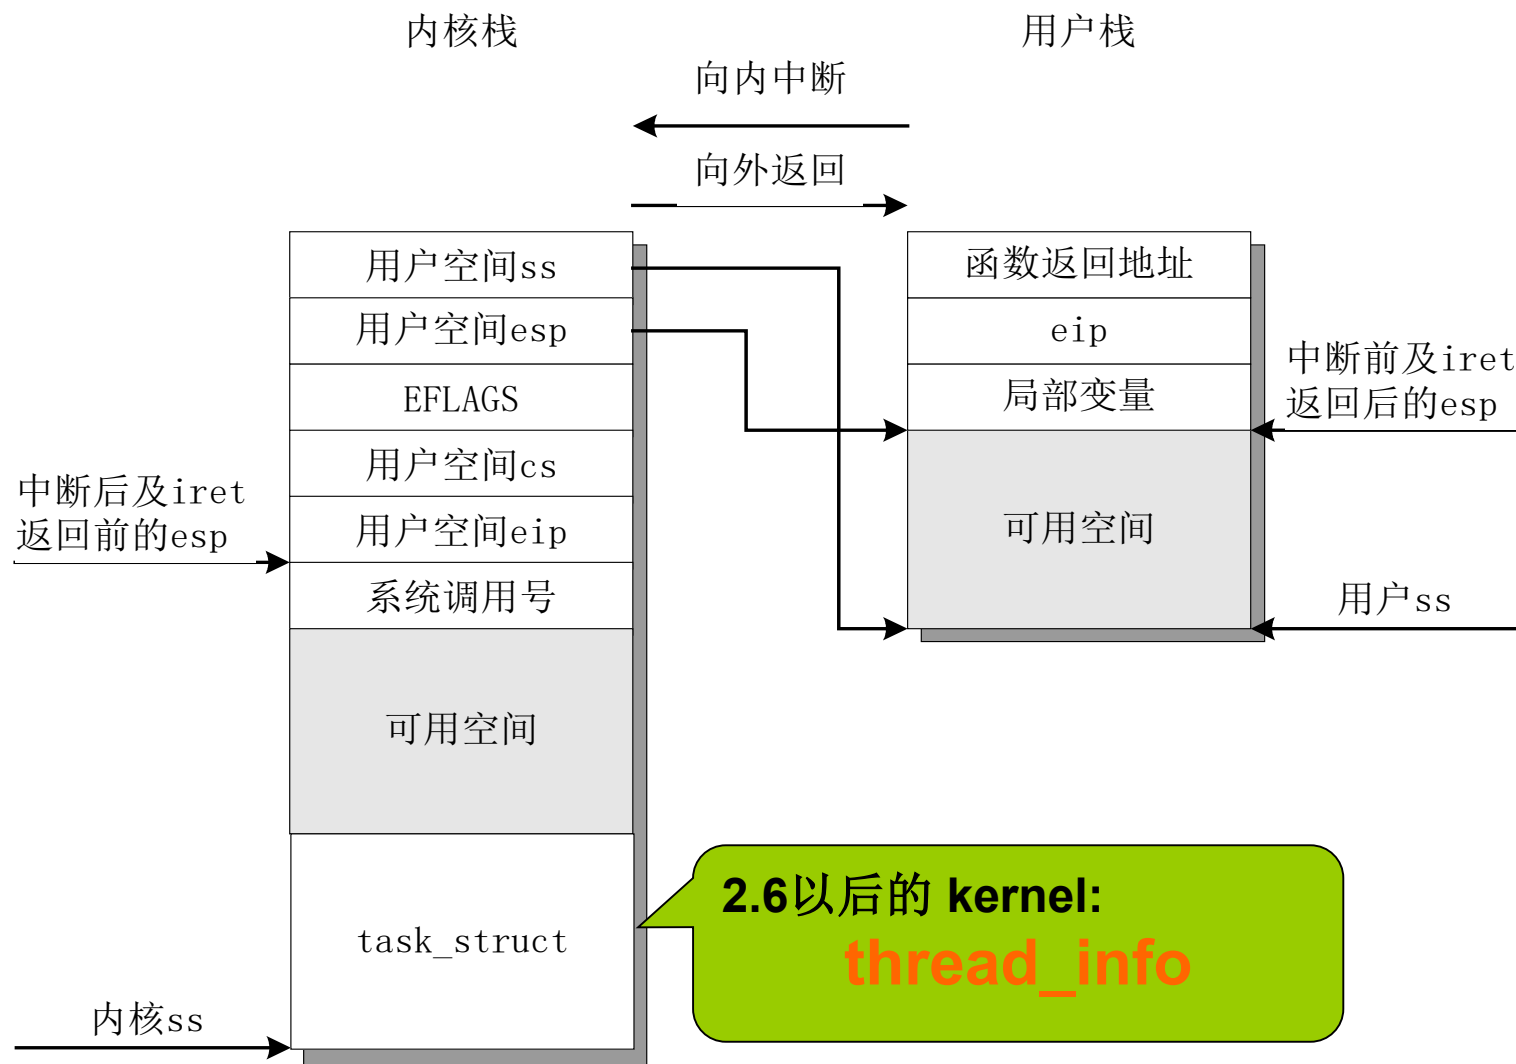 内核栈
用户栈
向内中断
向外返回
用户空间ss
用户空间esp
EFLAGS
用户空间cs
用户空间eip
系统调用号
可用空间
task_struct
中断后及iret
返回前的esp
内核ss
函数返回地址
eip
局部变量
可用空间
中断前及iret
返回后的esp
用户ss
2.6以后的 kernel:
thread_info